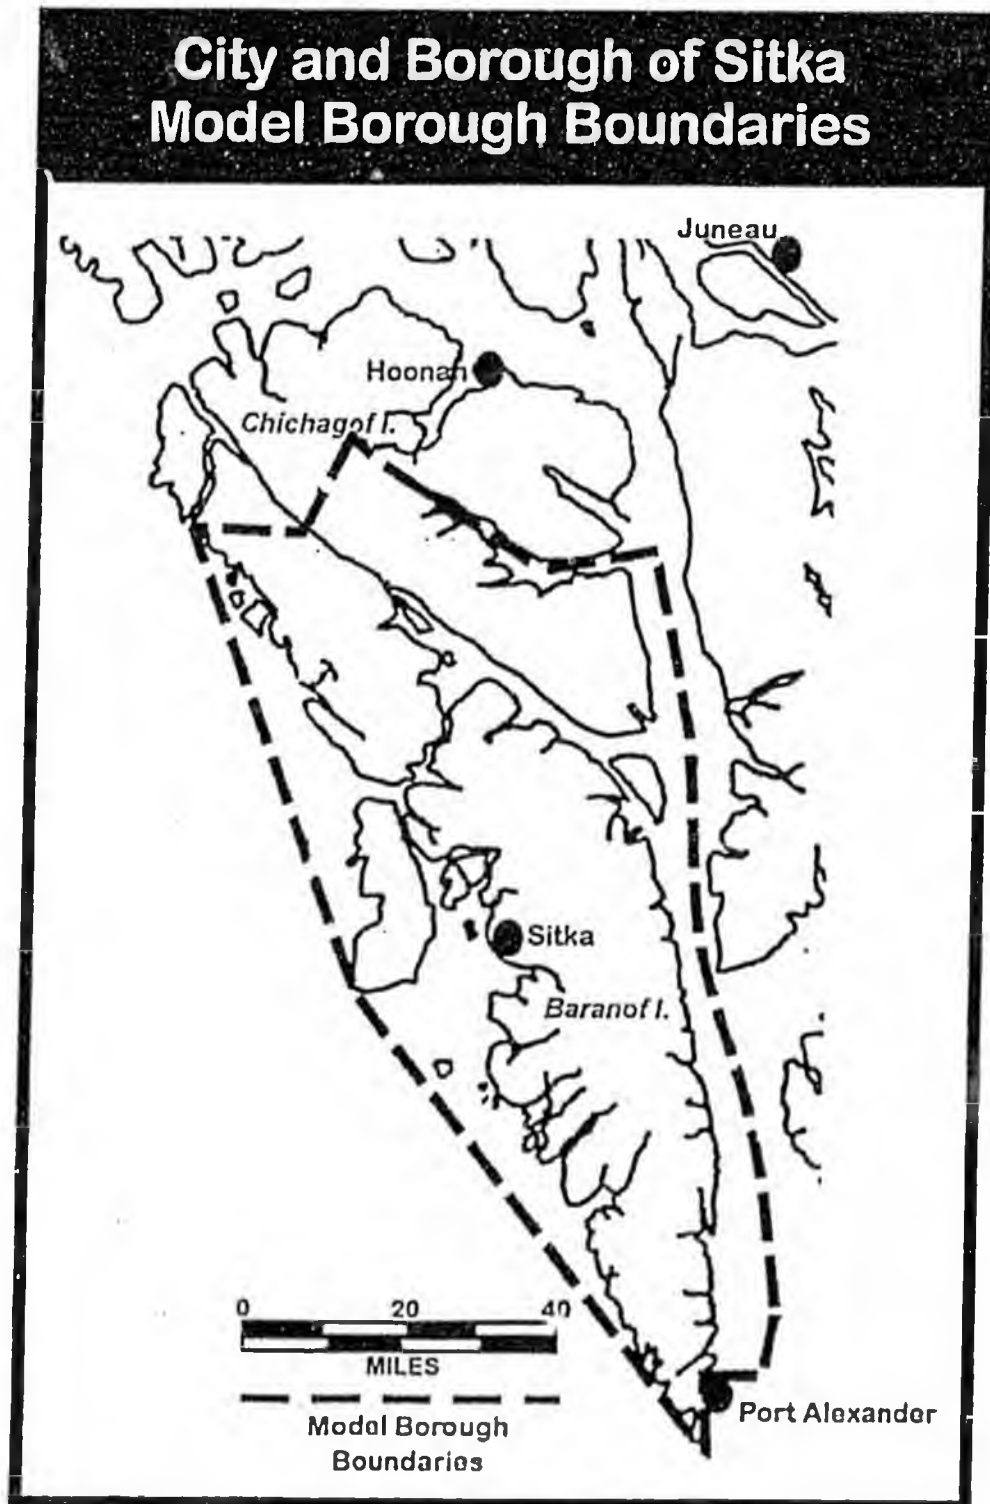 City and Borough of Sitka
Model Borough Boundaries
Juneau
Hoonah
Chichagof I.
Sitka
Baranof I.
0 20 40
MILES
Port Alexander
Model Borough
Boundaries